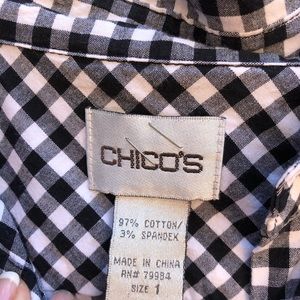 CHICO'S
97% COTTON/
3% SPANDEX
MADE IN CHINA
RN# 79984
SIZE 1